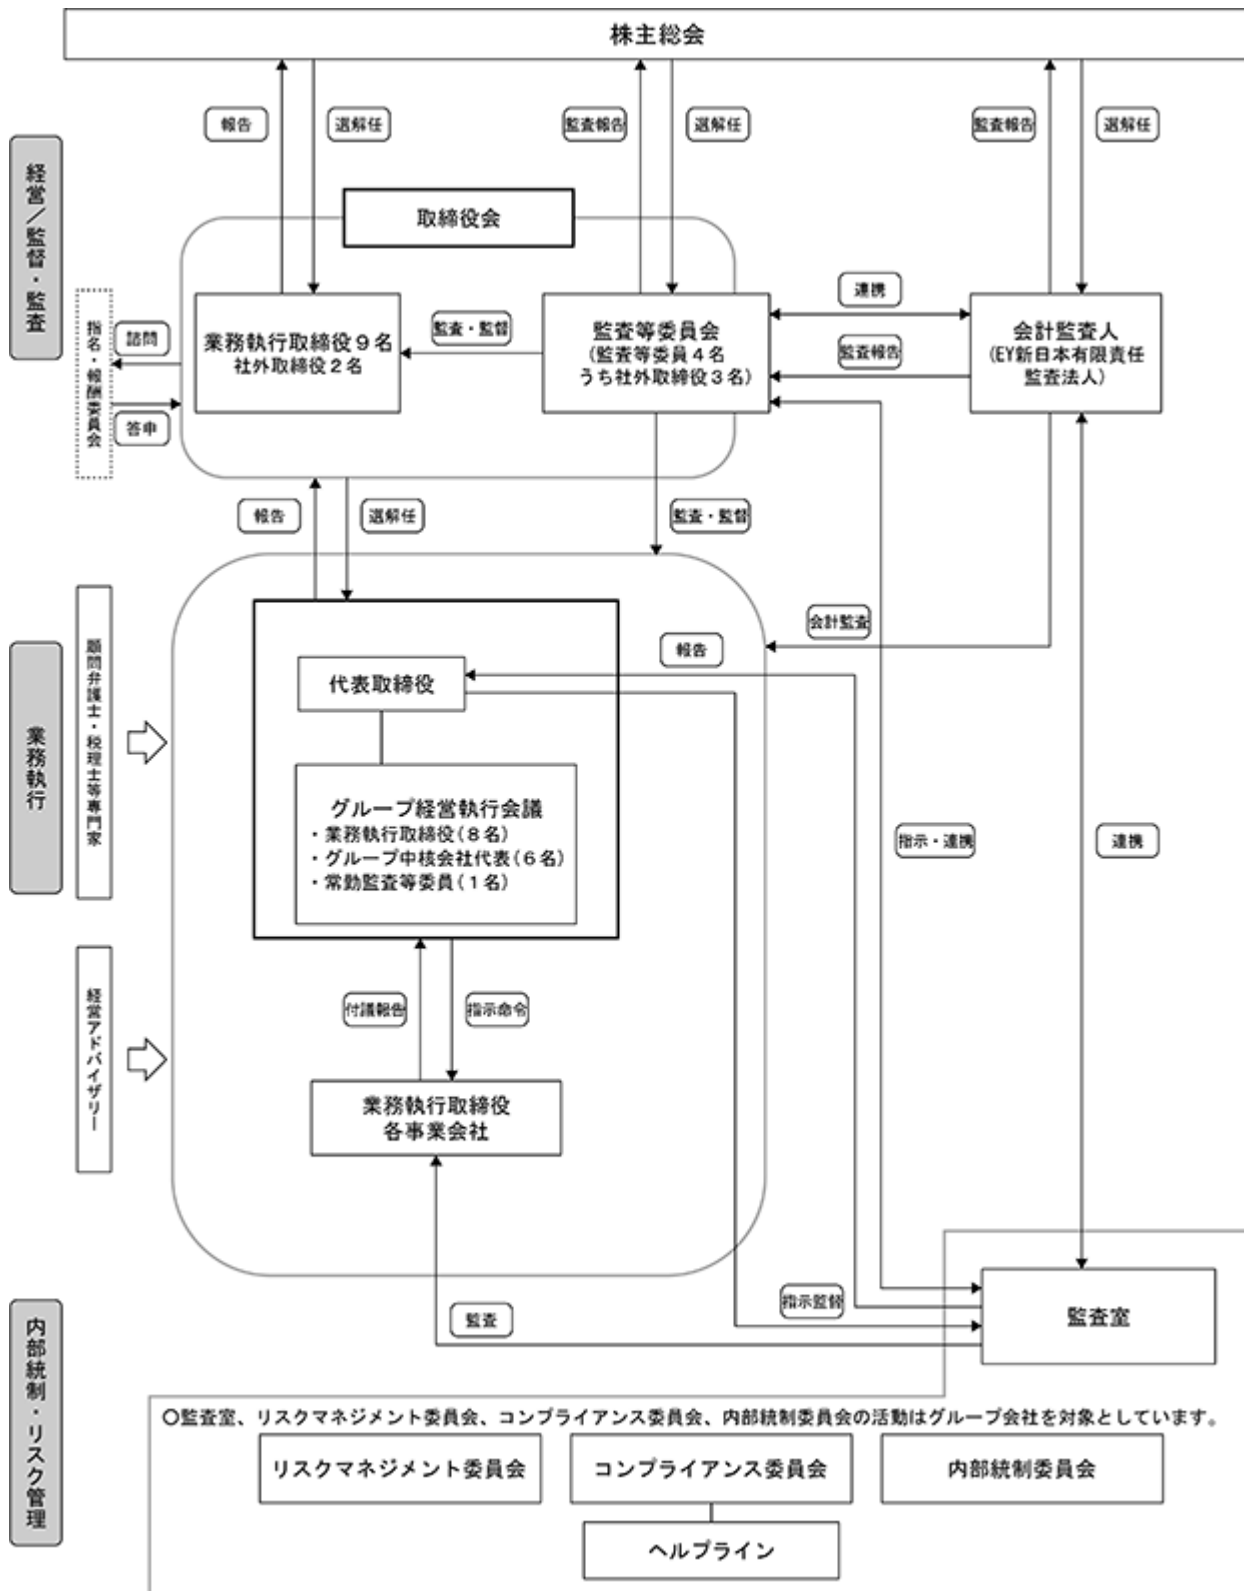 株主総会
報告
選解任
監査報告
選解任
監査報告
選解任
経営／監督・監査
取締役会
指名・報酬委員会
諮問
答申
業務執行取締役９名
社外取締役２名
監査・監督
監査等委員会
(監査等委員４名
うち社外取締役３名)
連携
監査報告
会計監査人
(EY新日本有限責任
監査法人)
報告
選解任
監査・監督
業務執行
顧問弁護士・税理士等専門家
経営アドバイザリー
会計監査
報告
代表取締役
グループ経営執行会議
・業務執行取締役(８名)
・グループ中核会社代表(６名)
・常勤監査等委員(１名)
指示・連携
連携
付議報告
指示命令
業務執行取締役
各事業会社
内部統制・リスク管理
監査
指示監督
監査室
〇監査室、リスクマネジメント委員会、コンプライアンス委員会、内部統制委員会の活動はグループ会社を対象としています。
リスクマネジメント委員会
コンプライアンス委員会
内部統制委員会
ヘルプライン